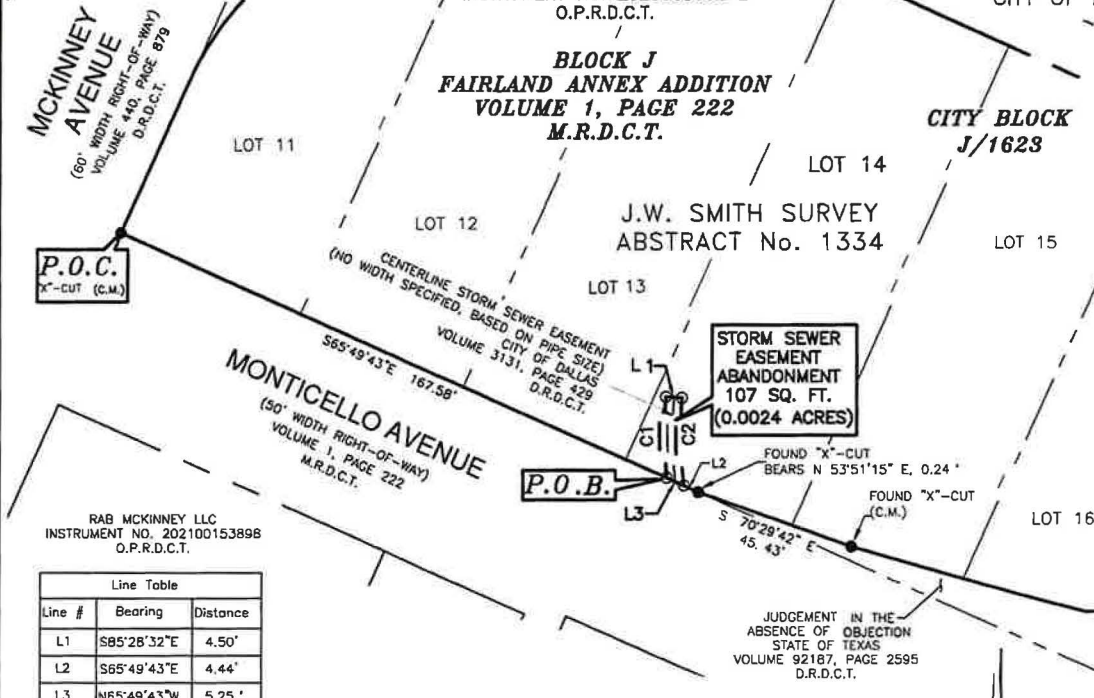 MCKINNEY
AVENUE
(60' WIDTH RIGHT-OF-WAY)
VOLUME 440, PAGE 879
D.R.D.C.T.
O.P.R.D.C.T.
BLOCK J
FAIRLAND ANNEX ADDITION
VOLUME 1, PAGE 222
M.R.D.C.T.
CITY BLOCK
J/1623
LOT 11
LOT 12
LOT 13
LOT 14
LOT 15
LOT 16
J.W. SMITH SURVEY
ABSTRACT No. 1334
P.O.C.
"X"-CUT (C.M.)
CENTERLINE STORM SEWER EASEMENT
(NO WIDTH SPECIFIED, BASED ON PIPE SIZE)
CITY OF DALLAS
VOLUME 3131, PAGE 429
D.R.D.C.T.
S65°49'43"E 167.58'
MONTICELLO AVENUE
(50' WIDTH RIGHT-OF-WAY)
VOLUME 1, PAGE 222
M.R.D.C.T.
STORM SEWER
EASEMENT
ABANDONMENT
107 SQ. FT.
(0.0024 ACRES)
L1
C1
C2
L2
L3
P.O.B.
FOUND "X"-CUT
BEARS N 53°51'15" E, 0.24 '
FOUND "X"-CUT
(C.M.)
S 70°29'42" E
45. 43'
RAB MCKINNEY LLC
INSTRUMENT NO. 202100153898
O.P.R.D.C.T.
Line Table
Line # Bearing Distance
L1 S85°28'32"E 4.50'
L2 S65°49'43"E 4.44'
L3 N65°49'43"W 5.25 '
JUDGEMENT IN THE
ABSENCE OF OBJECTION
STATE OF TEXAS
VOLUME 92187, PAGE 2595
D.R.D.C.T.